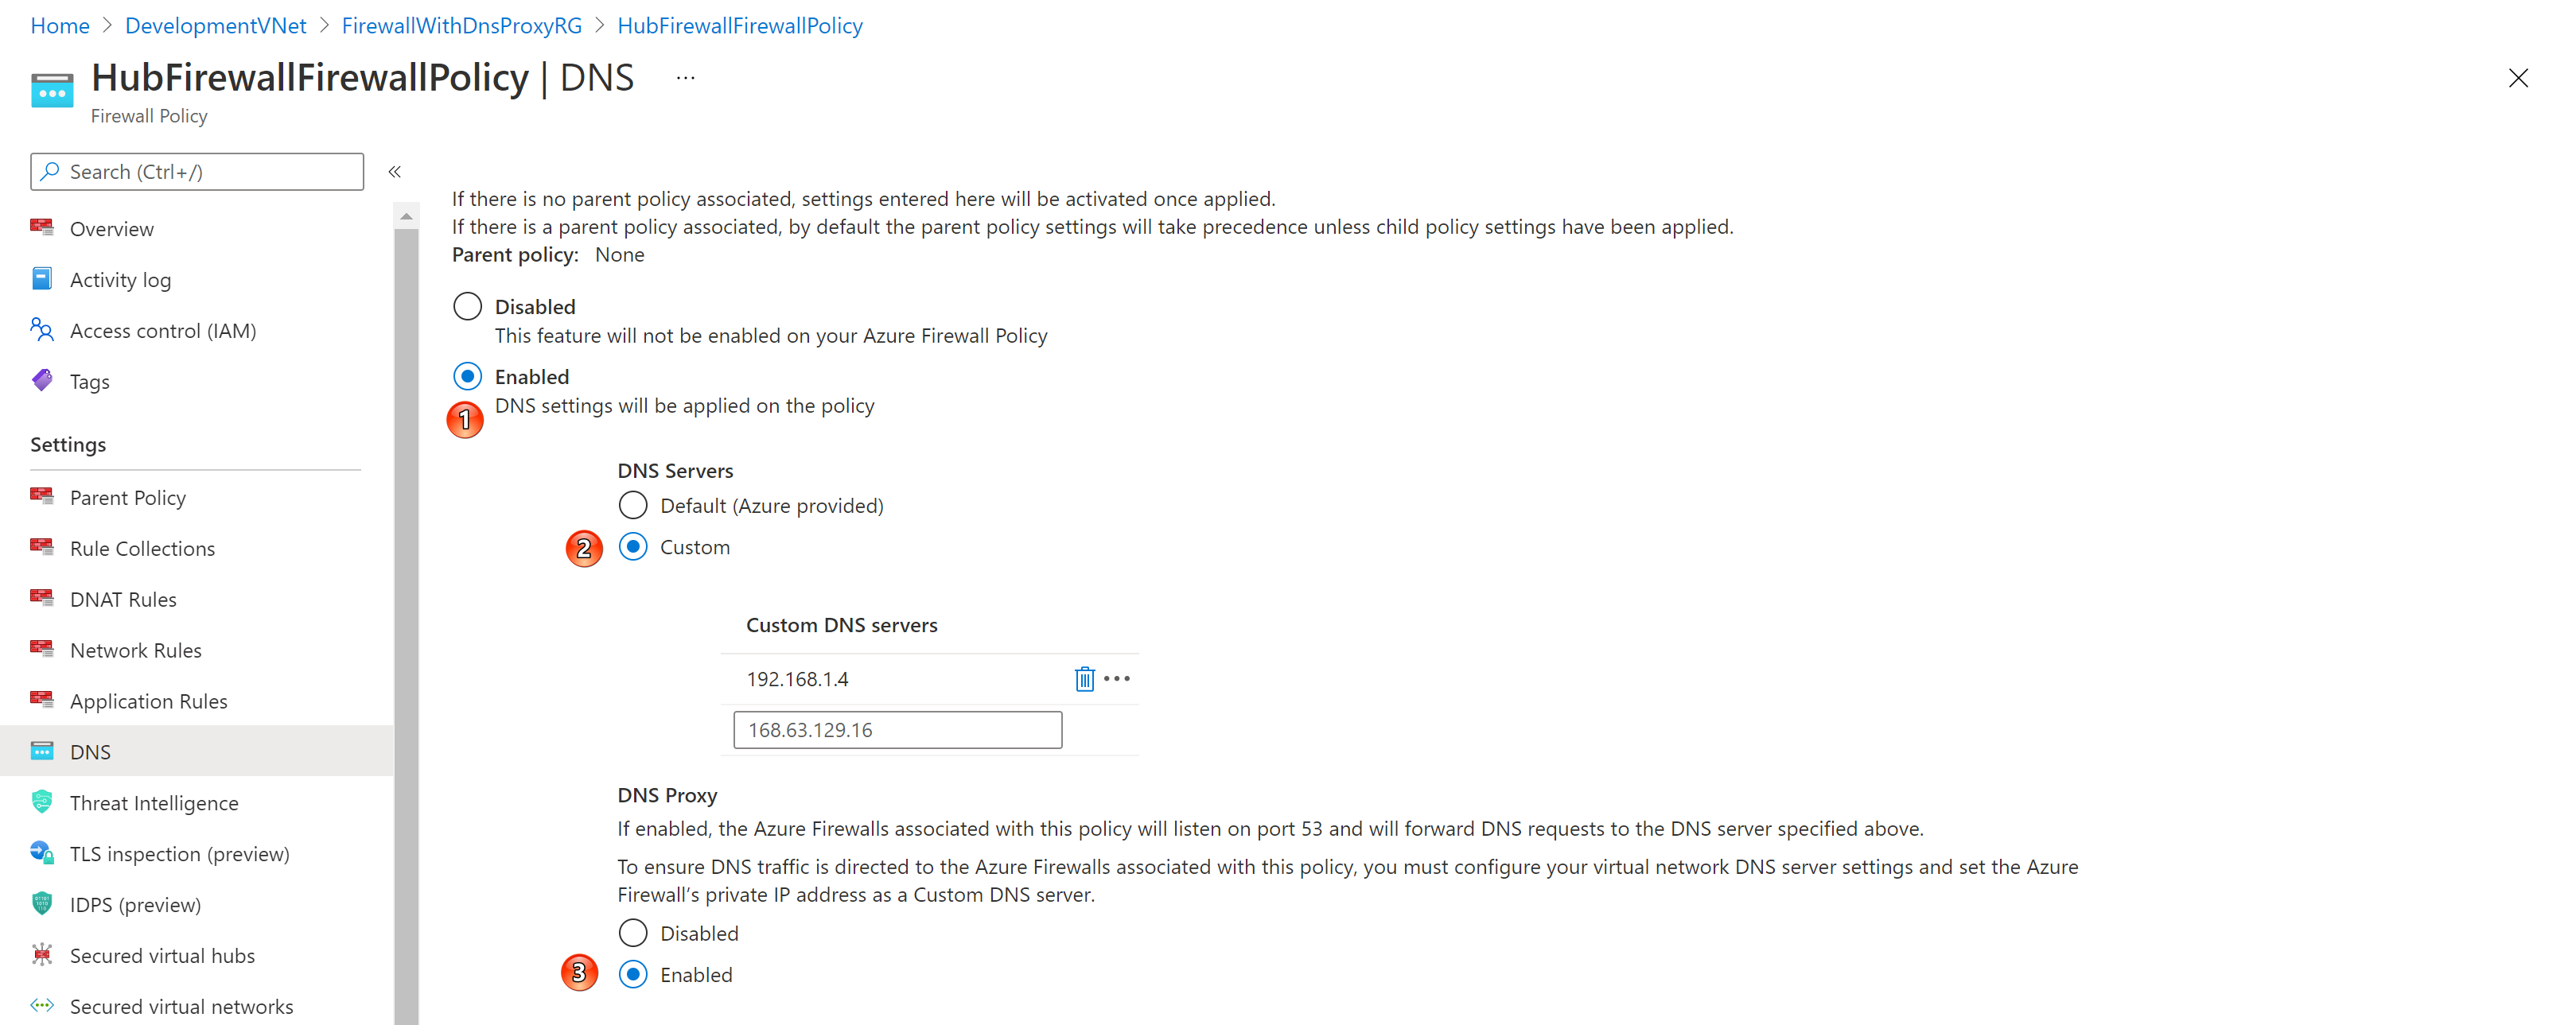 Home > DevelopmentVNet > FirewallWithDnsProxyRG > HubFirewallFirewallPolicy
HubFirewallFirewallPolicy | DNS ...
Firewall Policy
Search (Ctrl+/) «
Overview
Activity log
Access control (IAM)
Tags
Settings
Parent Policy
Rule Collections
DNAT Rules
Network Rules
Application Rules
DNS
Threat Intelligence
TLS inspection (preview)
IDPS (preview)
Secured virtual hubs
Secured virtual networks
If there is no parent policy associated, settings entered here will be activated once applied.
If there is a parent policy associated, by default the parent policy settings will take precedence unless child policy settings have been applied.
Parent policy: None
Disabled
This feature will not be enabled on your Azure Firewall Policy
Enabled
1 DNS settings will be applied on the policy
DNS Servers
Default (Azure provided)
2 Custom
Custom DNS servers
192.168.1.4
168.63.129.16
DNS Proxy
If enabled, the Azure Firewalls associated with this policy will listen on port 53 and will forward DNS requests to the DNS server specified above.
To ensure DNS traffic is directed to the Azure Firewalls associated with this policy, you must configure your virtual network DNS server settings and set the Azure
Firewall’s private IP address as a Custom DNS server.
Disabled
3 Enabled